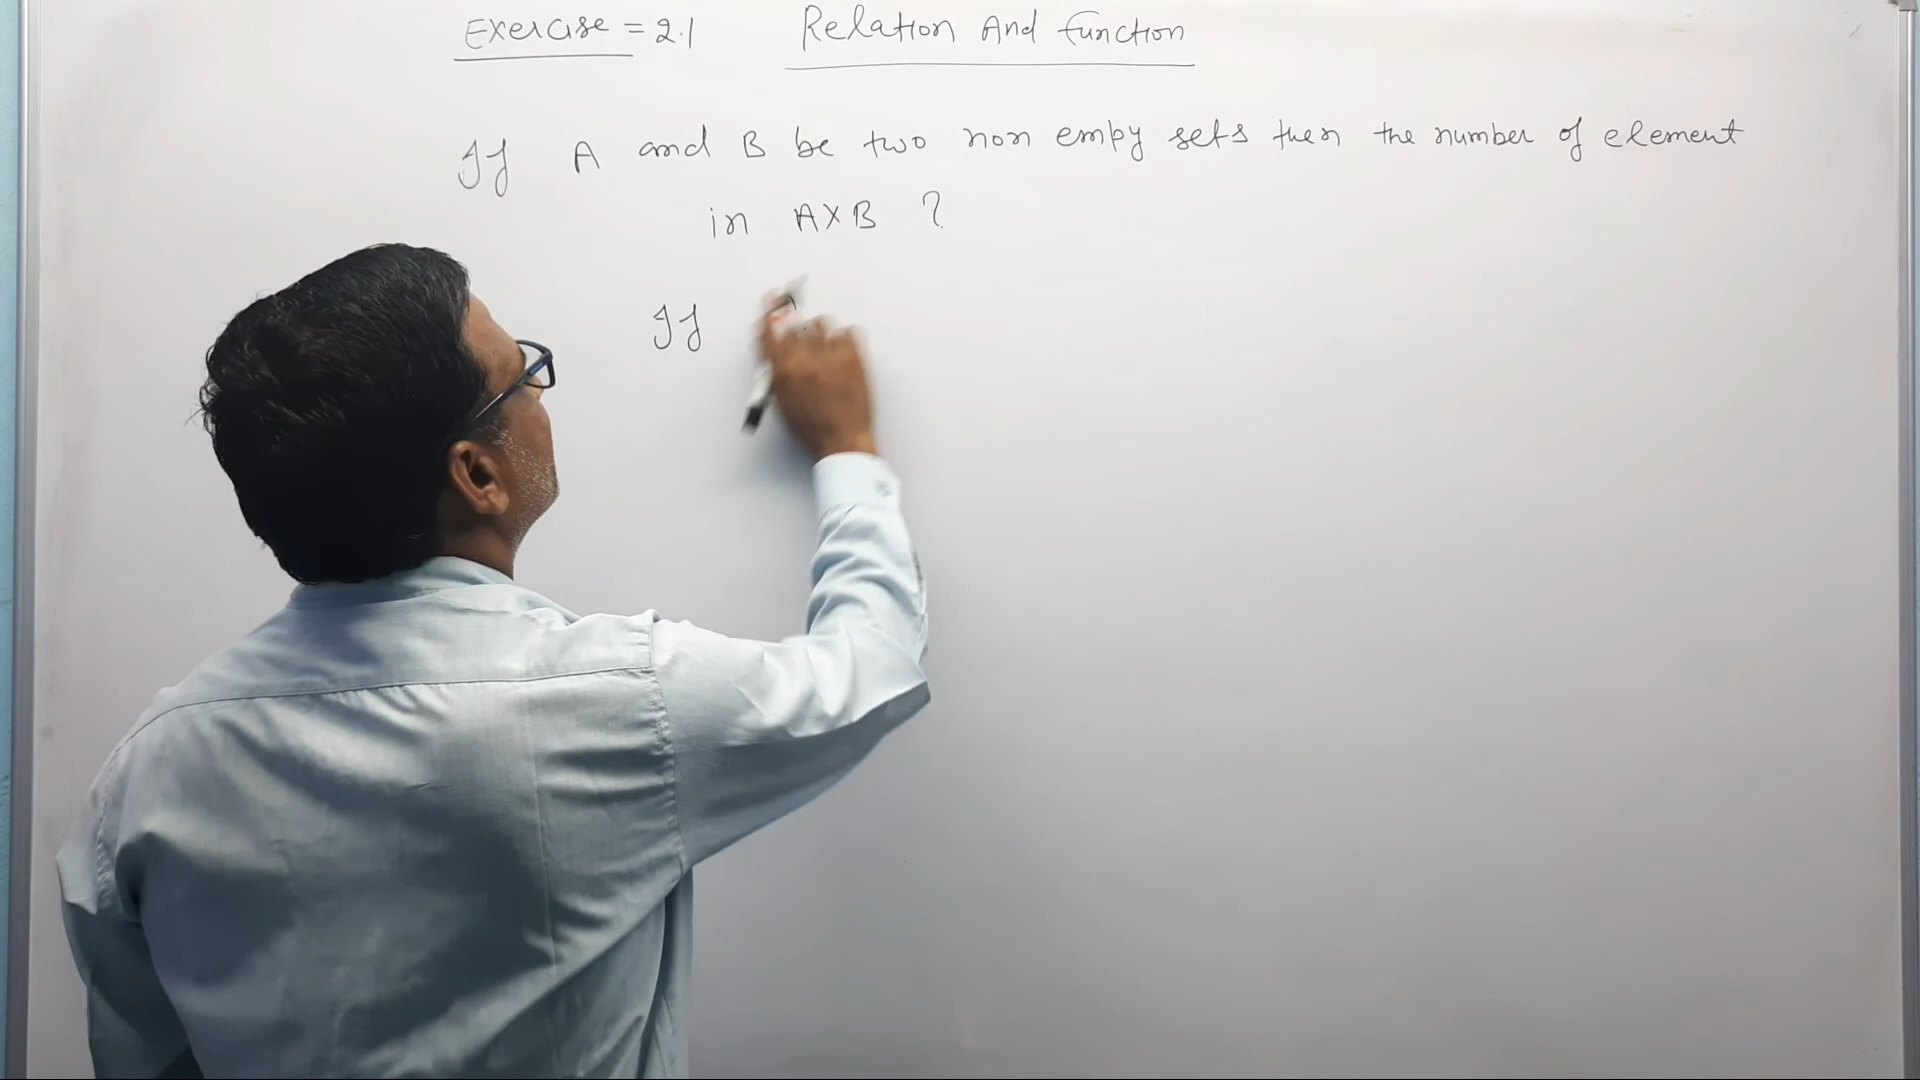 Exercise = 2.1 Relation And function
If A and B be two non empy sets then the number of element
in A×B ?
If